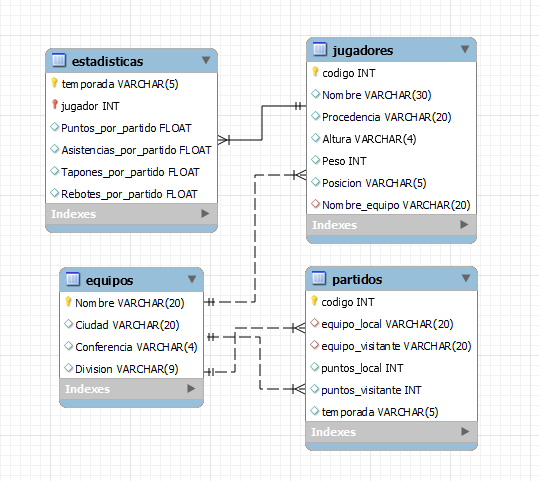 estadisticas
temporada VARCHAR(5)
jugador INT
Puntos_por_partido FLOAT
Asistencias_por_partido FLOAT
Tapones_por_partido FLOAT
Rebotes_por_partido FLOAT
Indexes
jugadores
codigo INT
Nombre VARCHAR(30)
Procedencia VARCHAR(20)
Altura VARCHAR(4)
Peso INT
Posicion VARCHAR(5)
Nombre_equipo VARCHAR(20)
Indexes
equipos
Nombre VARCHAR(20)
Ciudad VARCHAR(20)
Conferencia VARCHAR(4)
Division VARCHAR(9)
Indexes
partidos
codigo INT
equipo_local VARCHAR(20)
equipo_visitante VARCHAR(20)
puntos_local INT
puntos_visitante INT
temporada VARCHAR(5)
Indexes